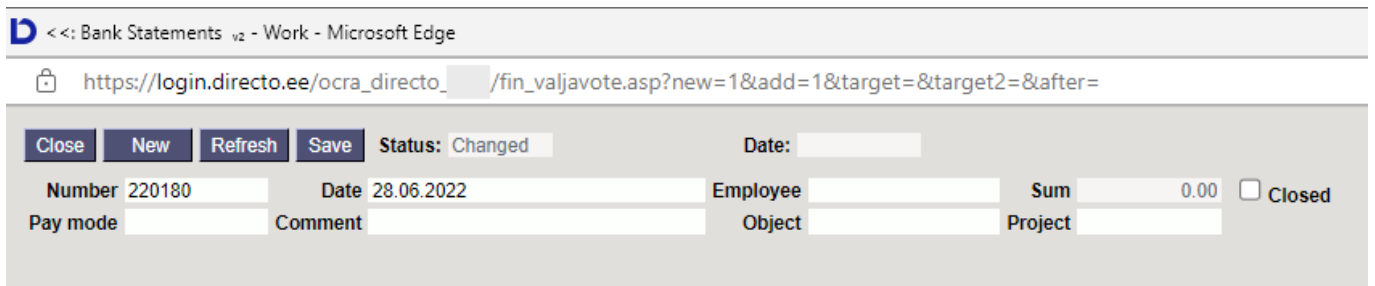 <<: Bank Statements v2 - Work - Microsoft Edge
https://login.directo.ee/ocra_directo_ /fin_valjavote.asp?new=1&add=1&target=&target2=&after=
Close New Refresh Save Status: Changed Date:
Number 220180 Date 28.06.2022 Employee Sum 0.00 Closed
Pay mode Comment Object Project